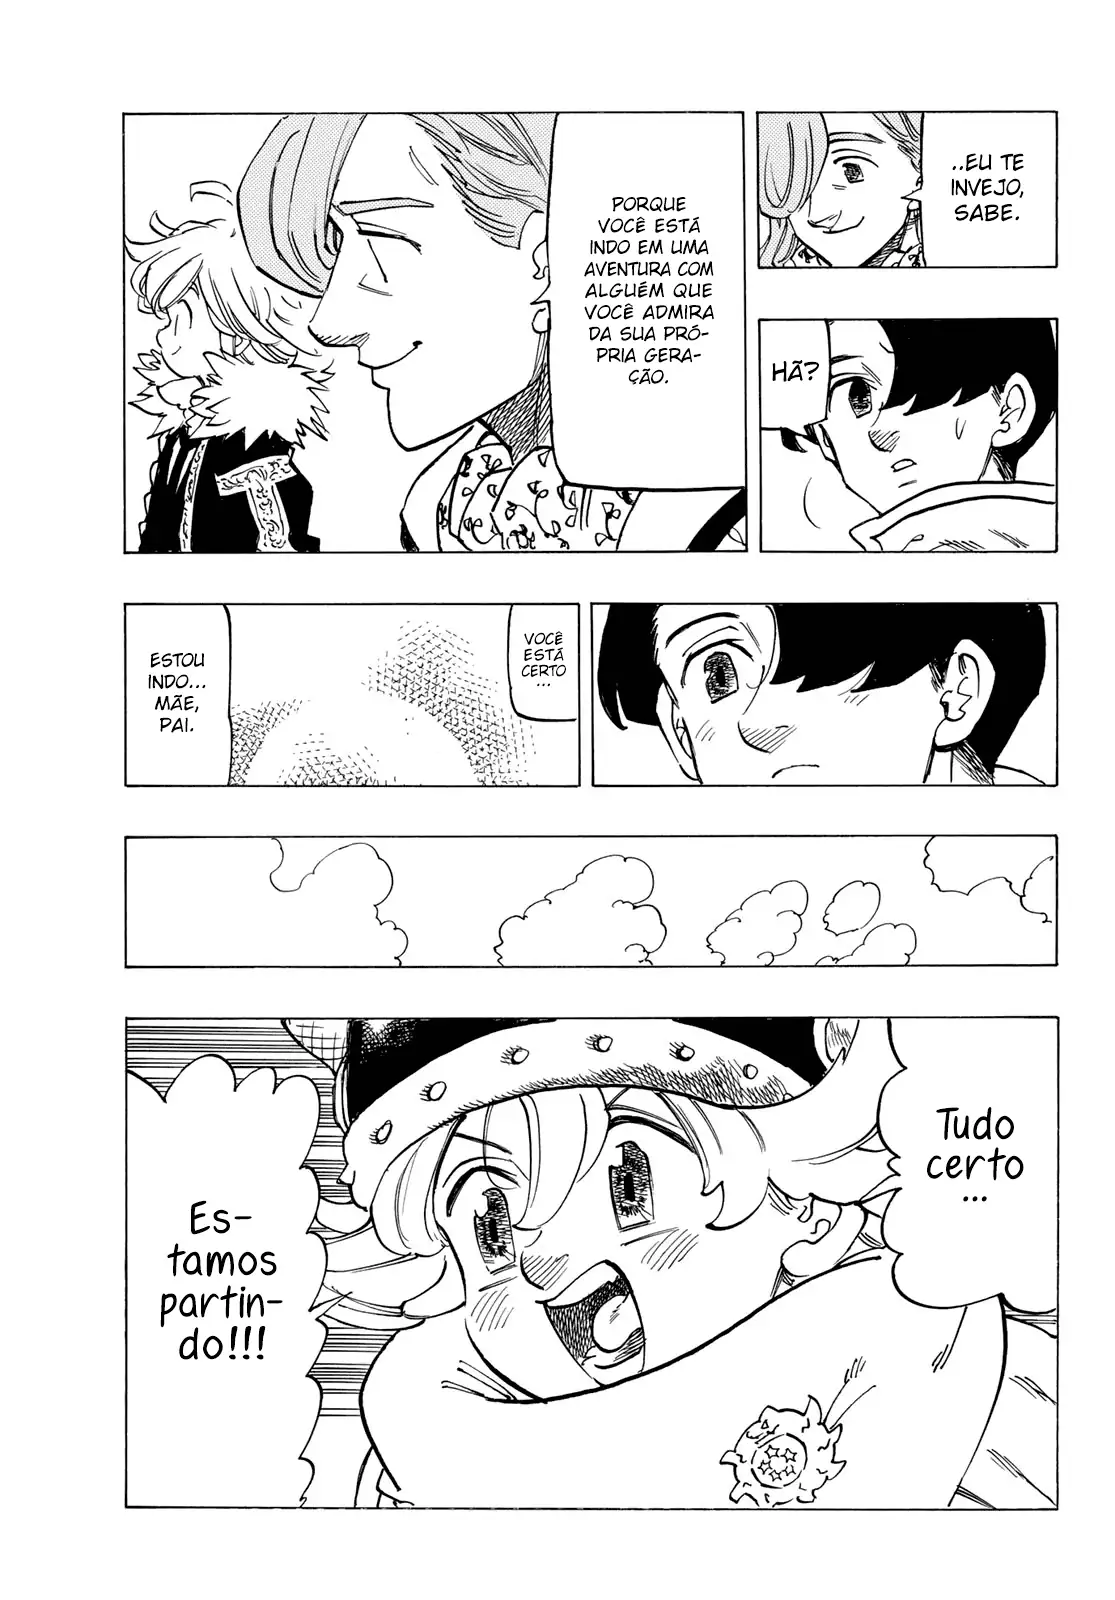 ..EU TE
INVEJO,
SABE.
HÃ?
PORQUE
VOCÊ ESTÁ
INDO EM UMA
AVENTURA COM
ALGUÉM QUE
VOCÊ ADMIRA
DA SUA PRÓ-
PRIA GERA-
ÇÃO.
VOCÊ
ESTÁ
CERTO
...
ESTOU
INDO...
MÃE,
PAI.
Tudo
certo
...
Es-
tamos
partin-
do!!!